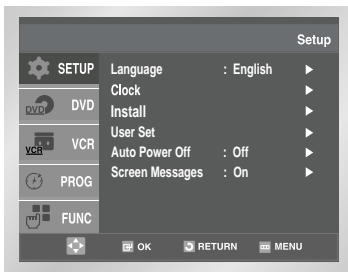 Setup
SETUP
Language : English ►
Clock ►
Install ►
User Set ►
Auto Power Off : Off ►
Screen Messages : On ►
DVD DVD
VCR VCR
PROG
FUNC
OK RETURN MENU